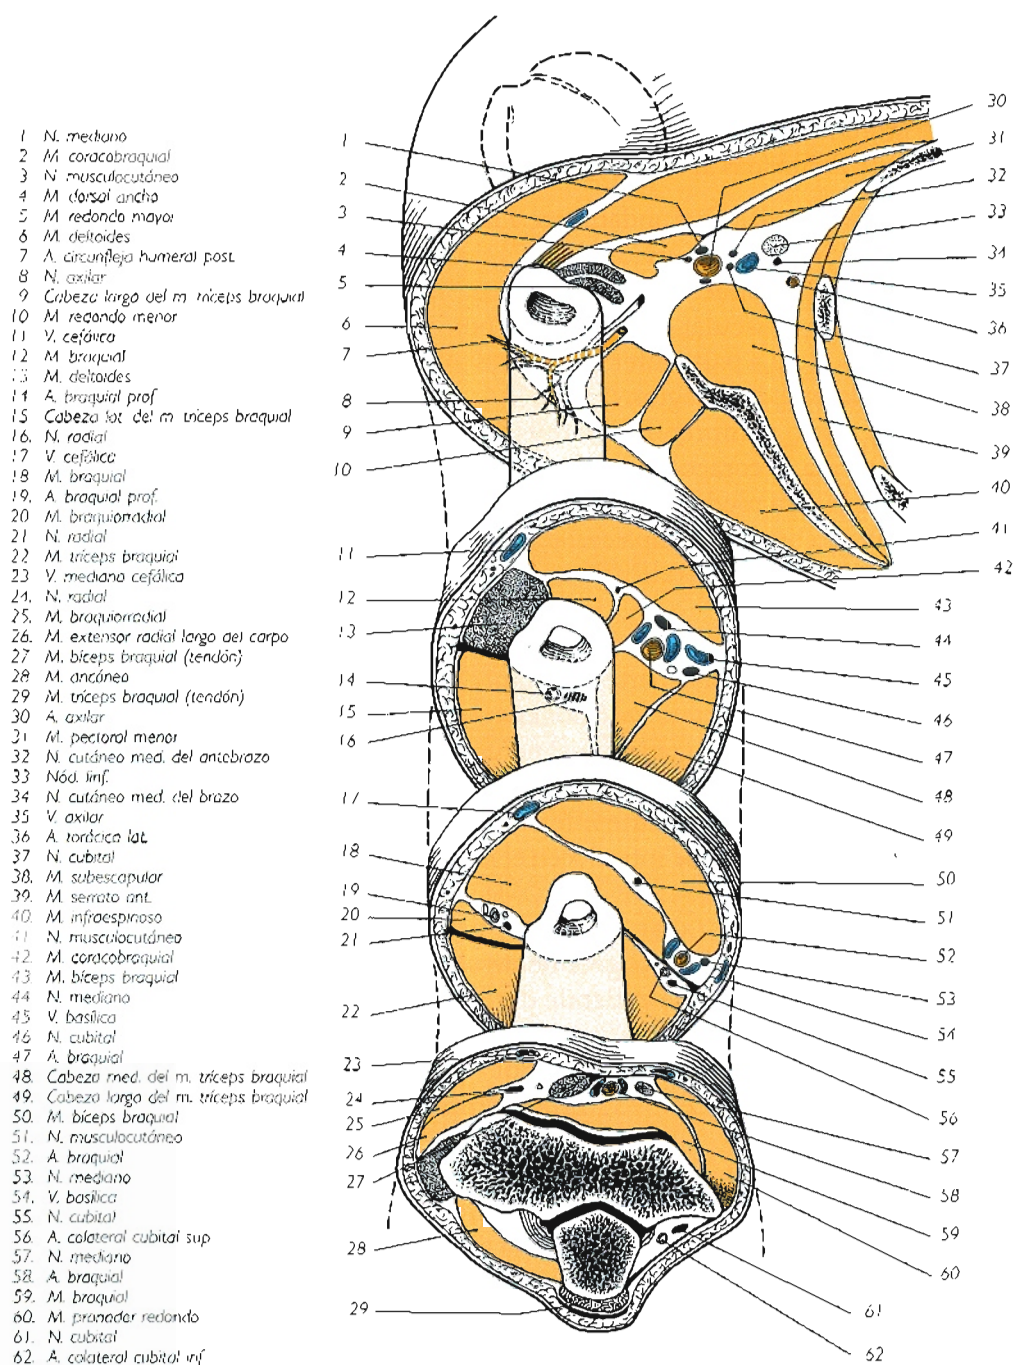 1 N. mediano
2 M. coracobraquial
3 N. musculocutáneo
4 M dorsal ancho
5 M redondo mayor
6 M. deltoides
7 A. circunfleja humeral post.
8 N. axilar
9 Cabeza largo del m. tríceps braquial
10 M. redondo menor
11 V. cefálica
12 M. braquial
13 M. deltoides
14 A. braquial prof
15 Cabeza lat. del m. tríceps braquial
16. N. radial
17 V. cefálica
18 M. braquial
19. A braquial prof.
20 M. braquiorradial
21 N. radial
22 M. tríceps braquial
23 V. mediana cefálica
24. N. radial
25. M. braquiorradial
26. M. extensor radial largo del carpo
27 M. bíceps braquial (tendón)
28 M. ancóneo
29 M. tríceps braquial (tendón)
30 A. axilar
31 M. pectoral menor
32 N. cutáneo med. del antebrazo
33 Nód. linf.
34 N. cutáneo med. del brazo
35 V. axilar
36 A. torácica lat.
37 N. cubital
38. M. subescapular
39. M. serrato ant.
40. M. infraespinoso
41 N. musculocutáneo
42. M. coracobraquial
43 M. bíceps braquial
44 N. mediano
45 V. basílica
46 N. cubital
47 A. braquial
48. Cabeza med. del m. tríceps braquial
49. Cabeza largo del m. tríceps braquial
50. M. bíceps braquial
51. N. musculocutáneo
52. A. braquial
53. N. mediano
54. V. basílica
55. N. cubital
56. A. colateral cubital sup
57. N. mediano
58. A. braquial
59. M. braquial
60. M. pronador redondo
61. N. cubital
62. A. colateral cubital inf
1
2
3
4
5
6
7
8
9
10
11
12
13
14
15
16
17
18
19
20
21
22
23
24
25
26
27
28
29
30
31
32
33
34
35
36
37
38
39
40
41
42
43
44
45
46
47
48
49
50
51
52
53
54
55
56
57
58
59
60
61
62